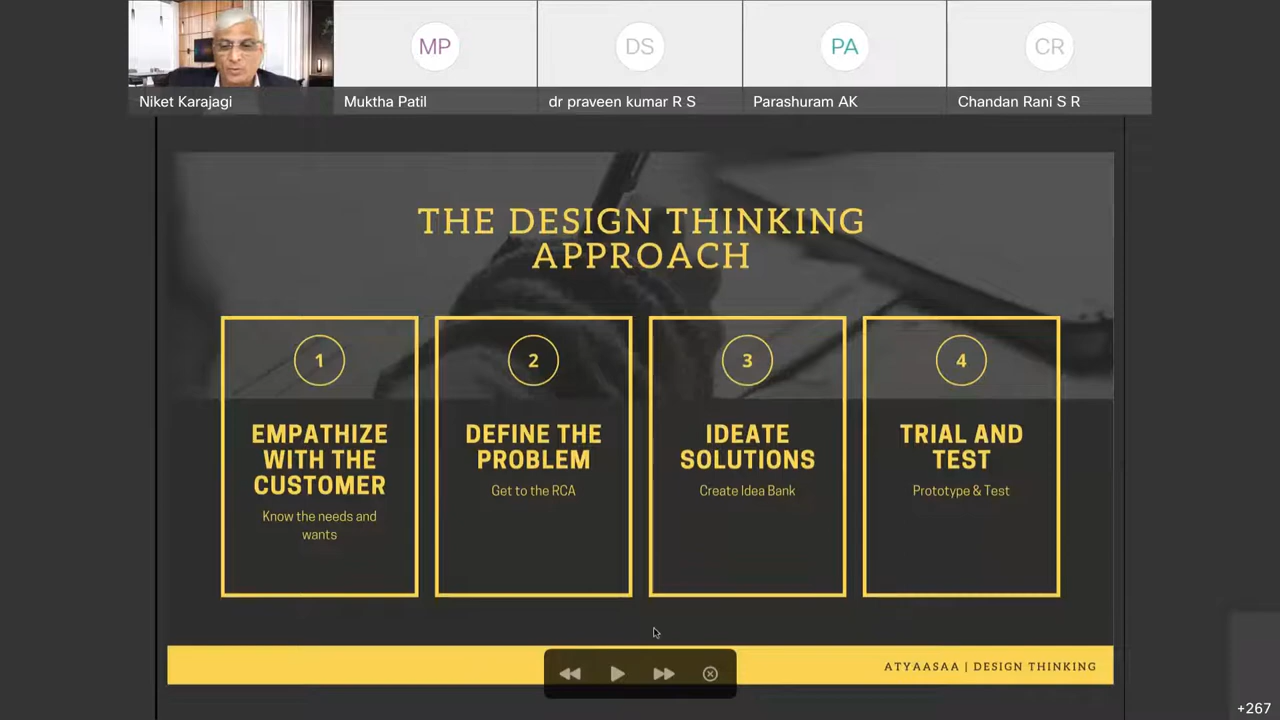 MP
DS
PA
CR
Niket Karajagi
Muktha Patil
dr praveen kumar R S
Parashuram AK
Chandan Rani S R
THE DESIGN THINKING
APPROACH
1
EMPATHIZE
WITH THE
CUSTOMER
Know the needs and
wants
2
DEFINE THE
PROBLEM
Get to the RCA
3
IDEATE
SOLUTIONS
Create Idea Bank
4
TRIAL AND
TEST
Prototype & Test
ATYAASAA | DESIGN THINKING
+267